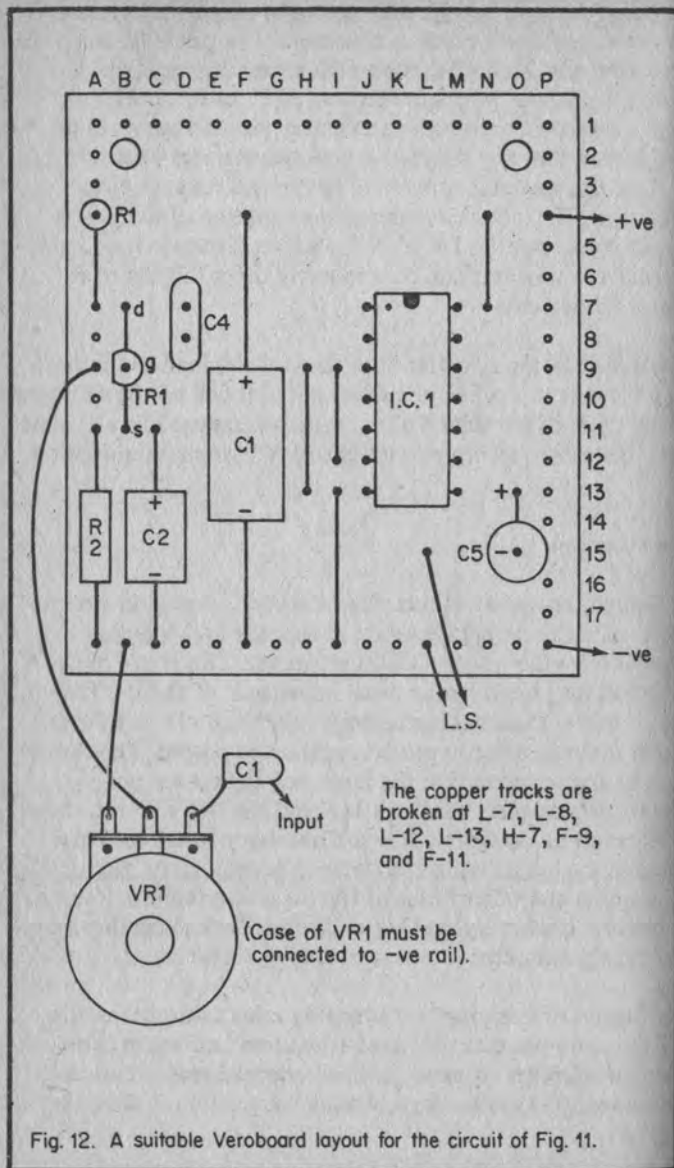 A B C D E F G H I J K L M N O P
1
2
3
R1
+ve
5
6
d
7
C4
8
g
9
+
I.C.1
10
TR1
C1
s
11
12
+
+
13
R2
C2
–
14
C5
–
15
–
16
17
–ve
L.S.
C1
Input
The copper tracks are
broken at L-7, L-8,
L-12, L-13, H-7, F-9,
and F-11.
VR1
(Case of VR1 must be
connected to -ve rail).
Fig. 12. A suitable Veroboard layout for the circuit of Fig. 11.